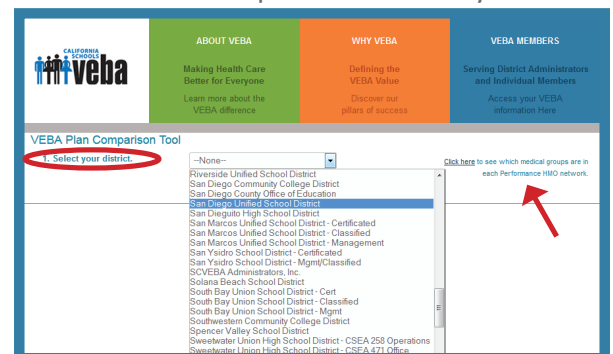 CALIFORNIA
SCHOOLS
veba
ABOUT VEBA
Making Health Care
Better for Everyone
Learn more about the
VEBA difference
WHY VEBA
Defining the
VEBA Value
Discover our
pillars of success
VEBA MEMBERS
Serving District Administrators
and Individual Members
Access your VEBA
information Here
VEBA Plan Comparison Tool
1. Select your district.
--None--
Click here to see which medical groups are in
each Performance HMO network.
Riverside Unified School District
San Diego Community College District
San Diego County Office of Education
San Diego Unified School District
San Dieguito High School District
San Marcos Unified School District - Certificated
San Marcos Unified School District - Classified
San Marcos Unified School District - Management
San Ysidro School District - Certificated
San Ysidro School District - Mgmt/Classified
SCVEBA Administrators, Inc.
Solana Beach School District
South Bay Union School District - Cert
South Bay Union School District - Classified
South Bay Union School District - Mgmt
Southwestern Community College District
Spencer Valley School District
Sweetwater Union High School District - CSEA 258 Operations
Sweetwater Union High School District - CSEA 471 Office